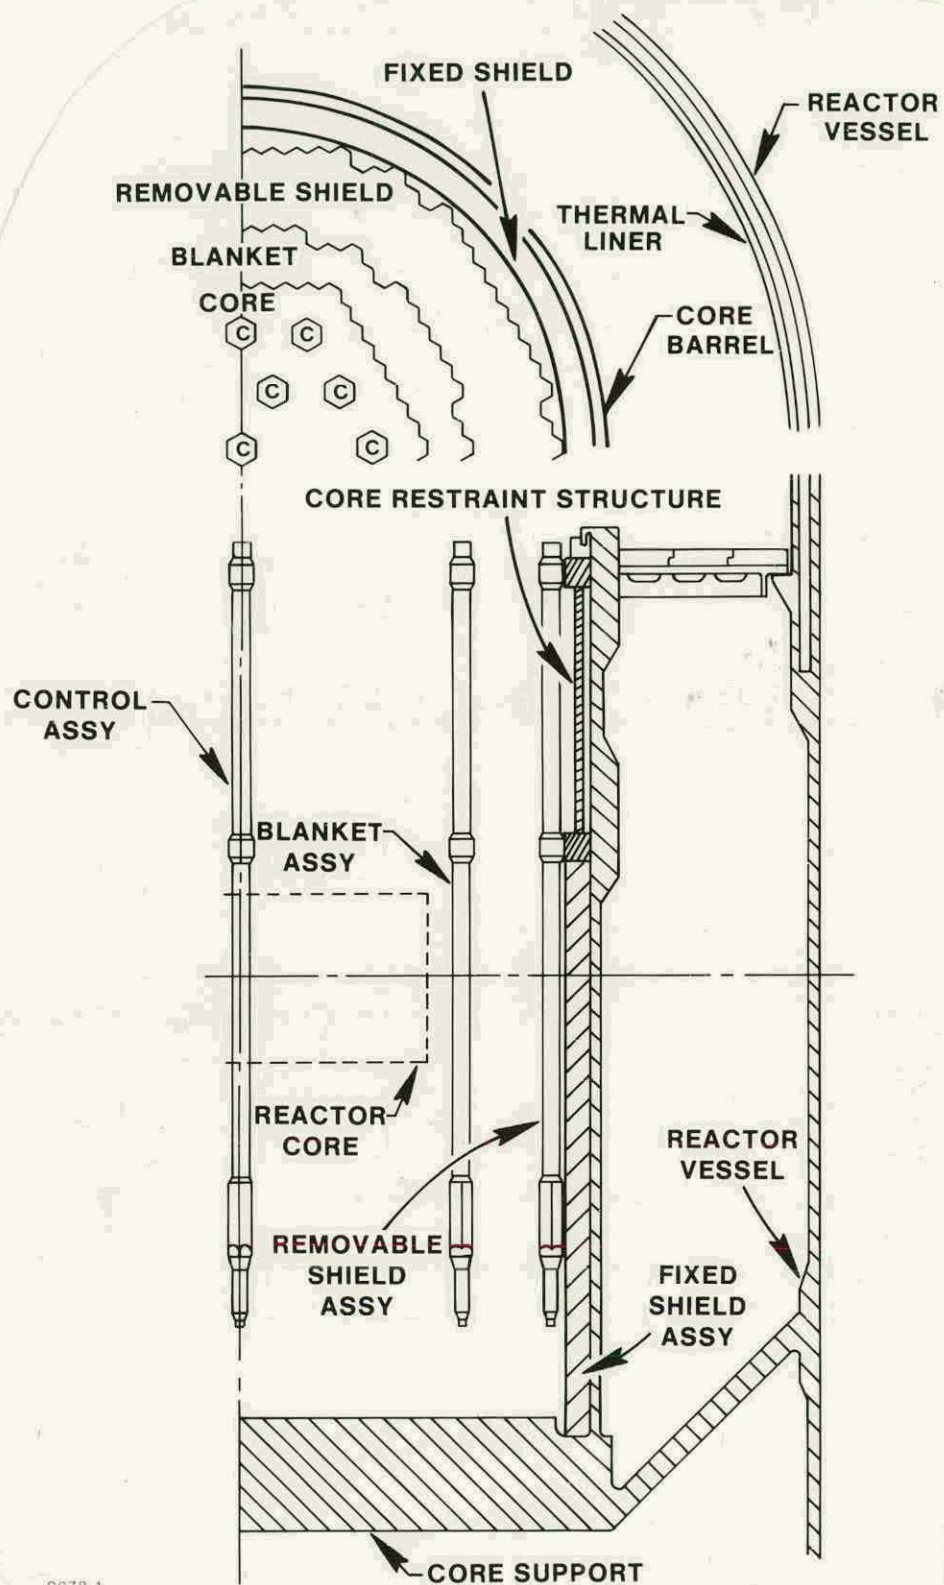 FIXED SHIELD
REACTOR
VESSEL
REMOVABLE SHIELD
THERMAL
LINER
BLANKET
CORE
CORE
BARREL
C
C
C
C
C
C
CORE RESTRAINT STRUCTURE
CONTROL
ASSY
BLANKET
ASSY
REACTOR
CORE
REACTOR
VESSEL
REMOVABLE
SHIELD
ASSY
FIXED
SHIELD
ASSY
CORE SUPPORT